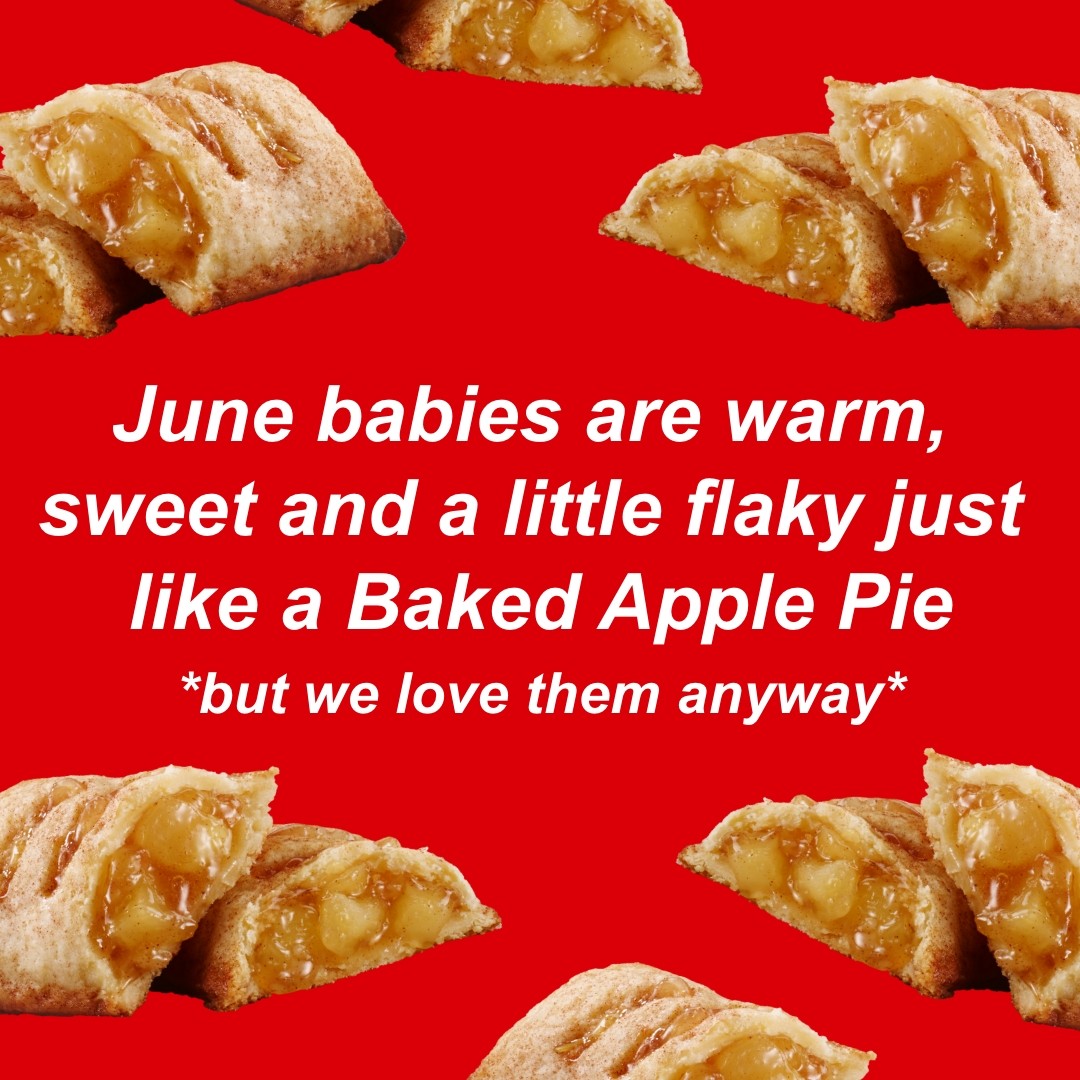 June babies are warm,
sweet and a little flaky just
like a Baked Apple Pie
*but we love them anyway*